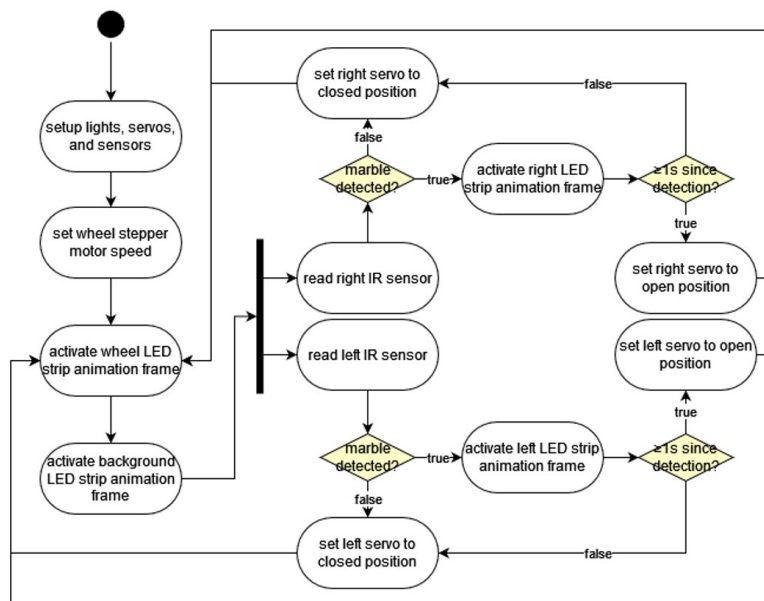 setup lights, servos,
and sensors
set wheel stepper
motor speed
activate wheel LED
strip animation frame
activate background
LED strip animation
frame
set right servo to
closed position
false
false
marble
detected?
true
activate right LED
strip animation frame
≥1s since
detection?
true
read right IR sensor
set right servo to
open position
read left IR sensor
set left servo to open
position
true
marble
detected?
true
activate left LED strip
animation frame
≥1s since
detection?
false
set left servo to
closed position
false